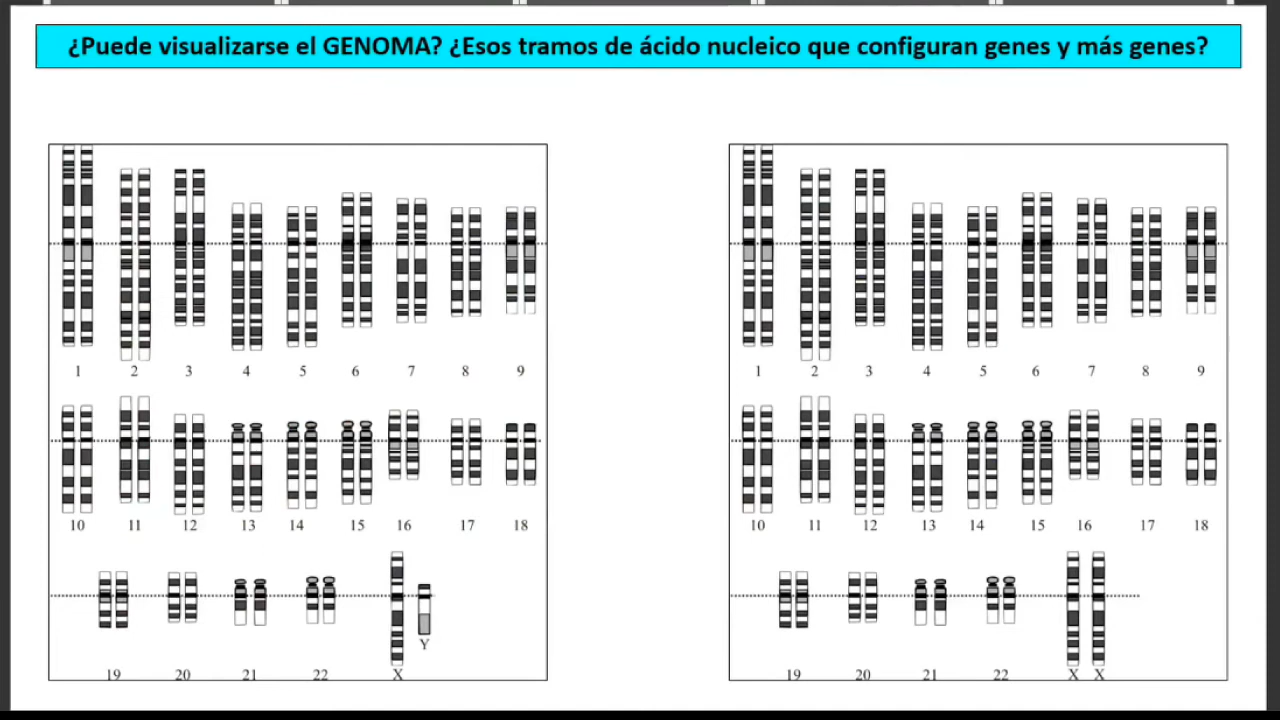 ¿Puede visualizarse el GENOMA? ¿Esos tramos de ácido nucleico que configuran genes y más genes?
1 2 3 4 5 6 7 8 9
10 11 12 13 14 15 16 17 18
Y
19 20 21 22 X
1 2 3 4 5 6 7 8 9
10 11 12 13 14 15 16 17 18
19 20 21 22 X X